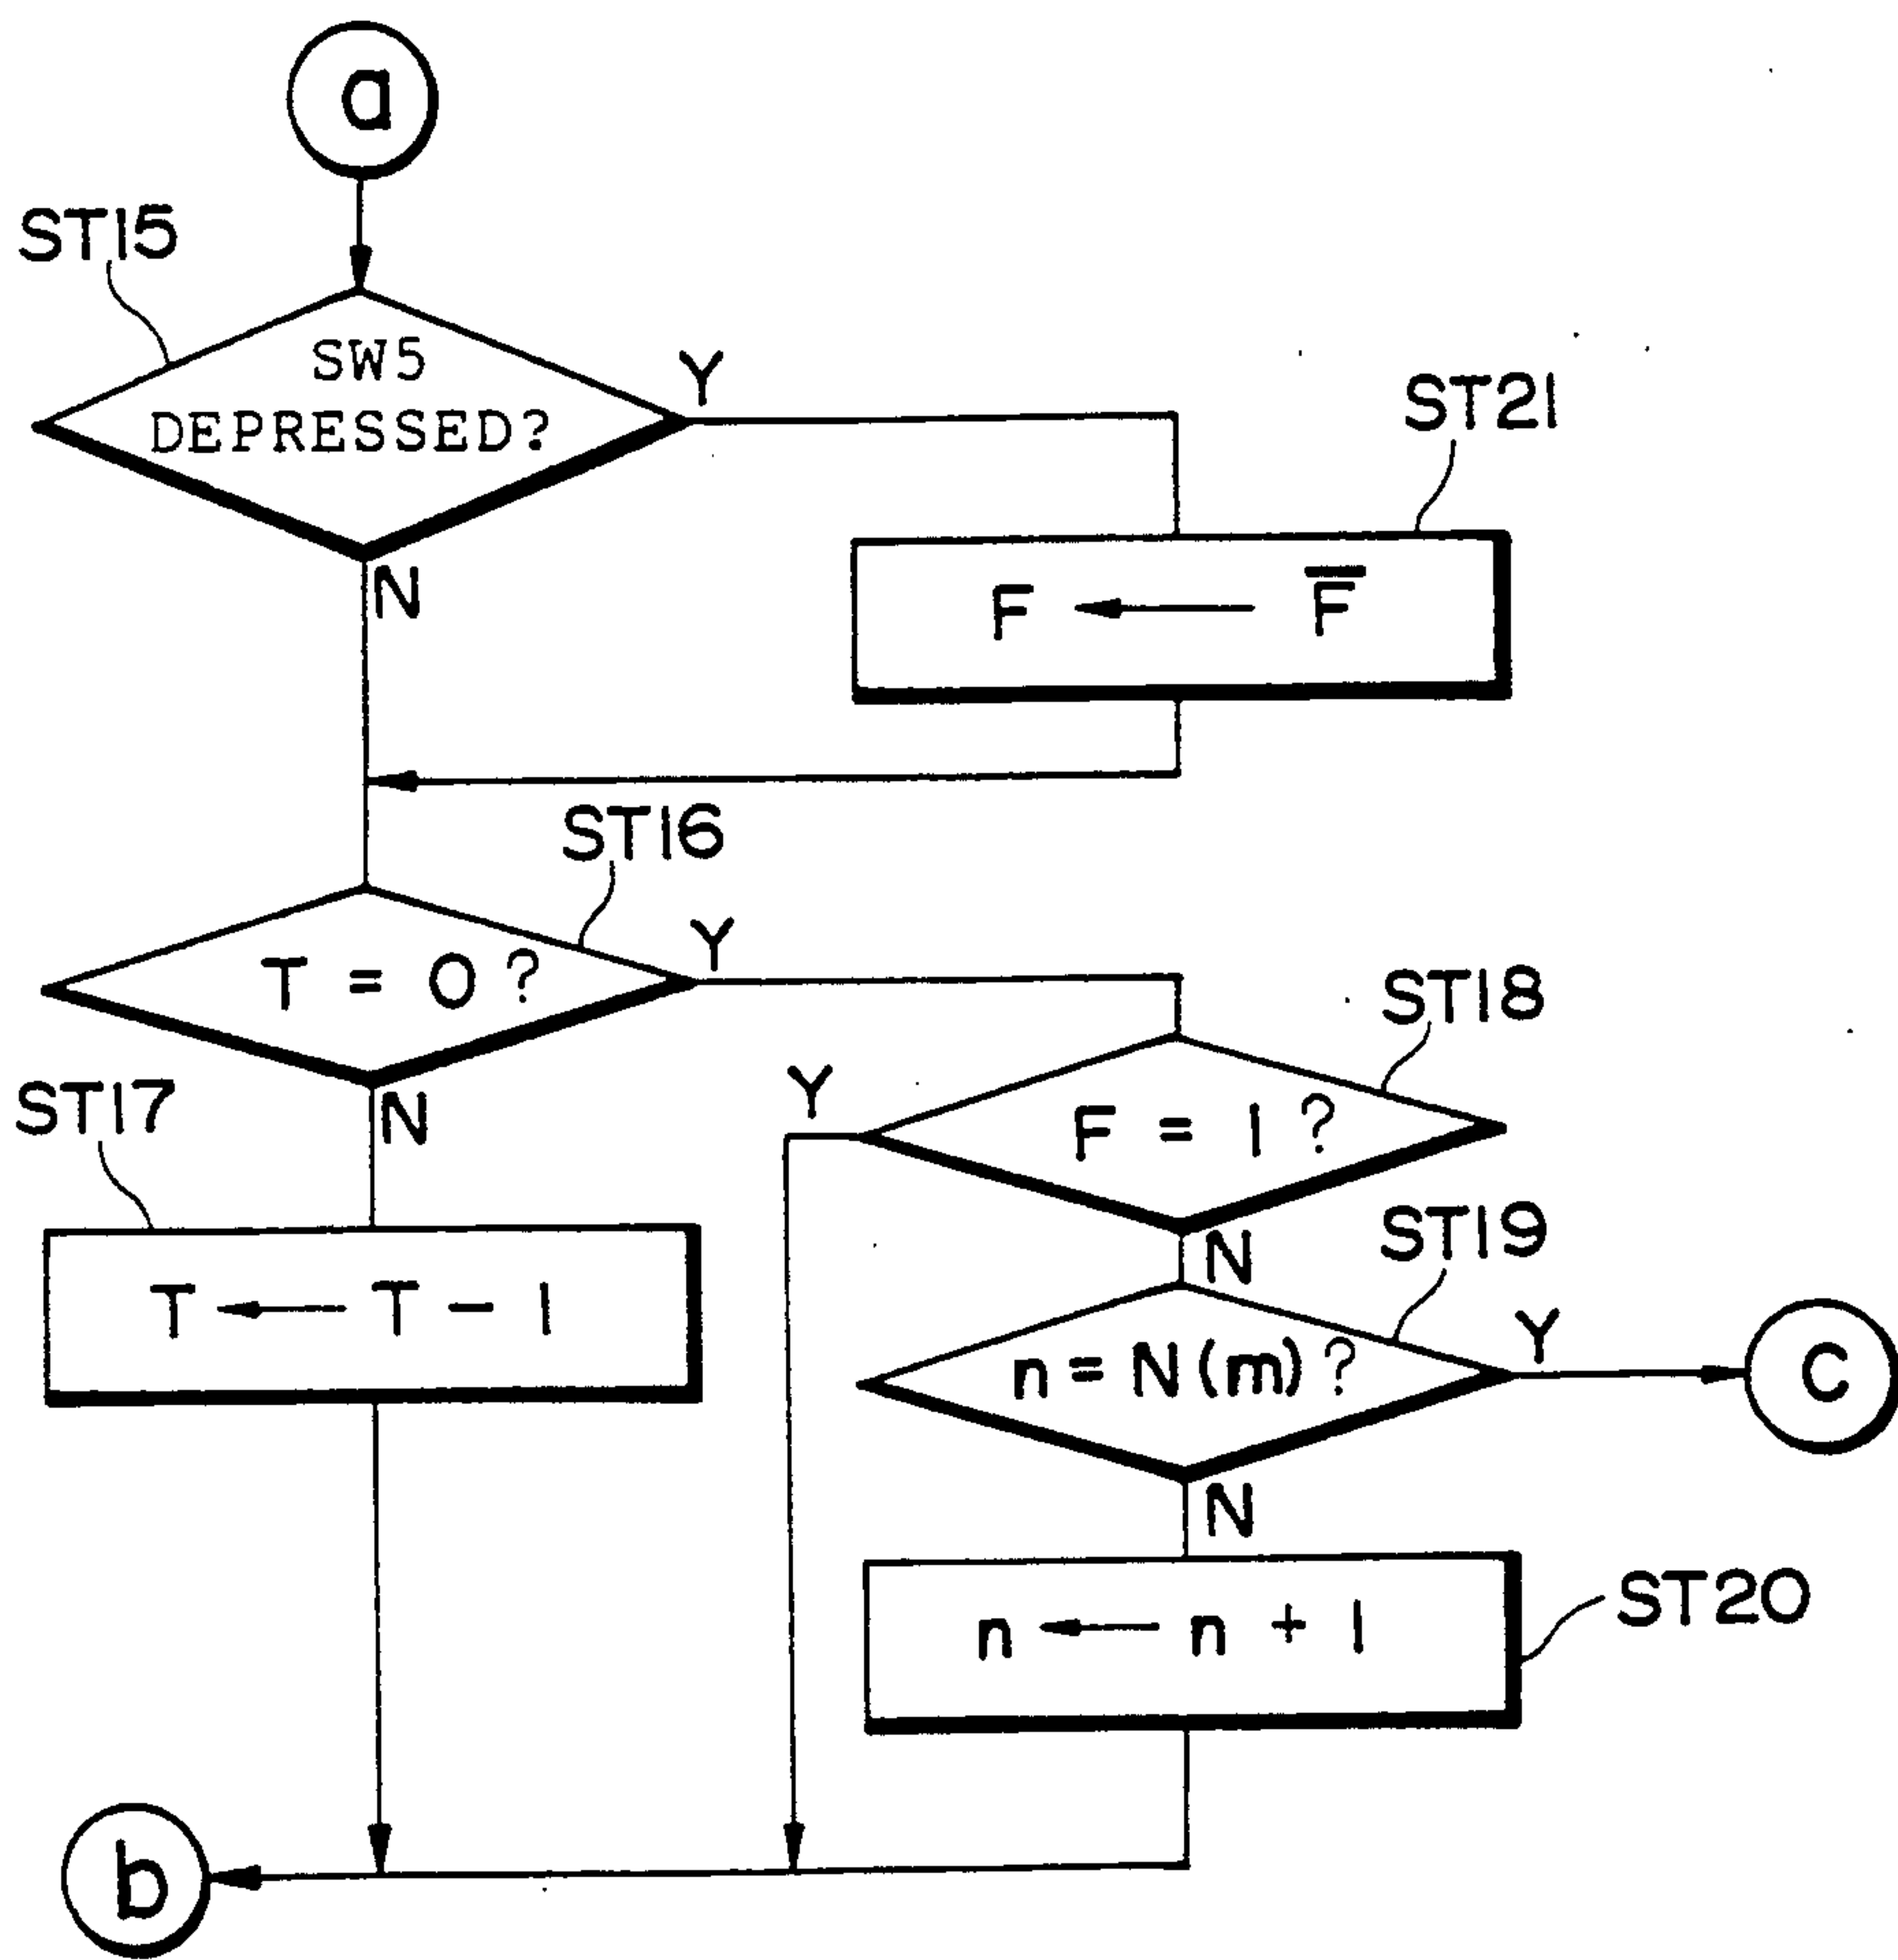 a
ST15
SW5
DEPRESSED?
Y
N
ST21
F ← F̅
ST16
T = 0 ?
Y
N
ST18
F = 1 ?
Y
N
ST17
T ← T - 1
ST19
n = N(m) ?
Y
C
N
ST20
n ← n + 1
b